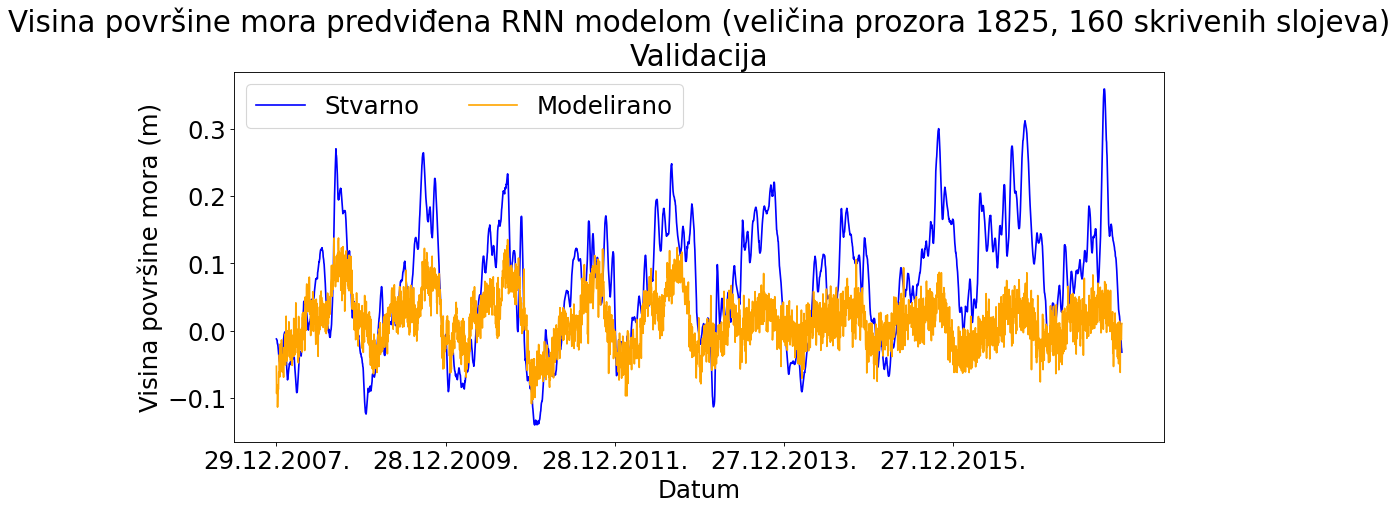 Visina površine mora predviđena RNN modelom (veličina prozora 1825, 160 skrivenih slojeva)
Validacija
Stvarno Modelirano
Visina površine mora (m)
0.3
0.2
0.1
0.0
−0.1
29.12.2007. 28.12.2009. 28.12.2011. 27.12.2013. 27.12.2015.
Datum